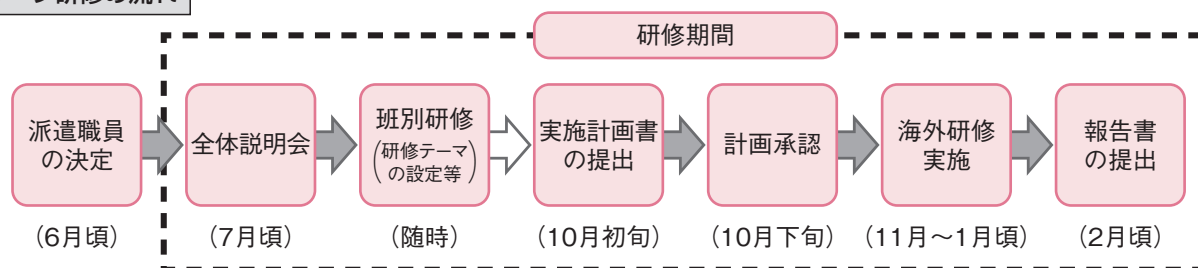 研修期間
派遣職員
の決定
全体説明会
班別研修
(研修テーマ
の設定等)
実施計画書
の提出
計画承認
海外研修
実施
報告書
の提出
(6月頃)
(7月頃)
(随時)
(10月初旬)
(10月下旬)
(11月～1月頃)
(2月頃)